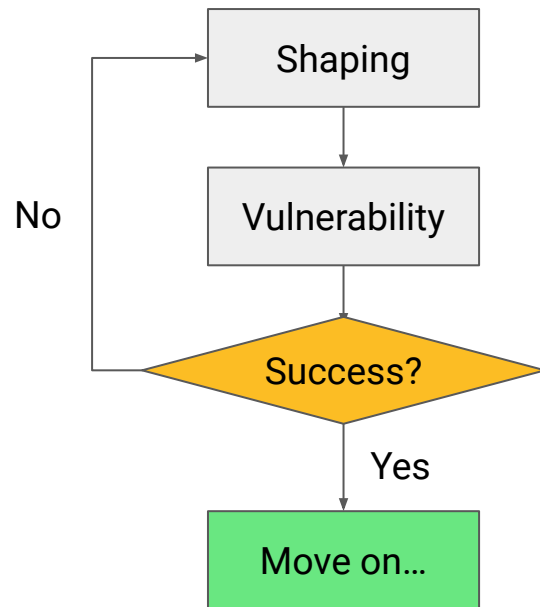 Shaping
No
Vulnerability
Success?
Yes
Move on…